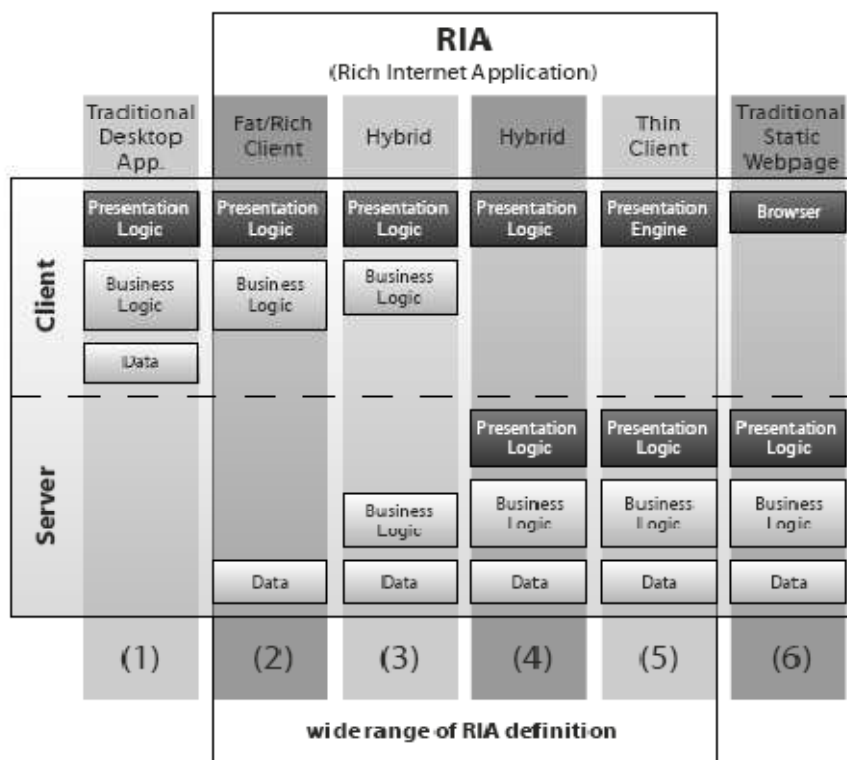 RIA
(Rich Internet Application)
Traditional
Desktop
App.
Fat/Rich
Client
Hybrid
Hybrid
Thin
Client
Traditional
Static
Webpage
Client
Presentation
Logic
Presentation
Logic
Presentation
Logic
Presentation
Logic
Presentation
Engine
Browser
Business
Logic
Business
Logic
Business
Logic
Data
Server
Presentation
Logic
Presentation
Logic
Presentation
Logic
Business
Logic
Business
Logic
Business
Logic
Business
Logic
Data
Data
Data
Data
Data
(1)
(2)
(3)
(4)
(5)
(6)
wide range of RIA definition